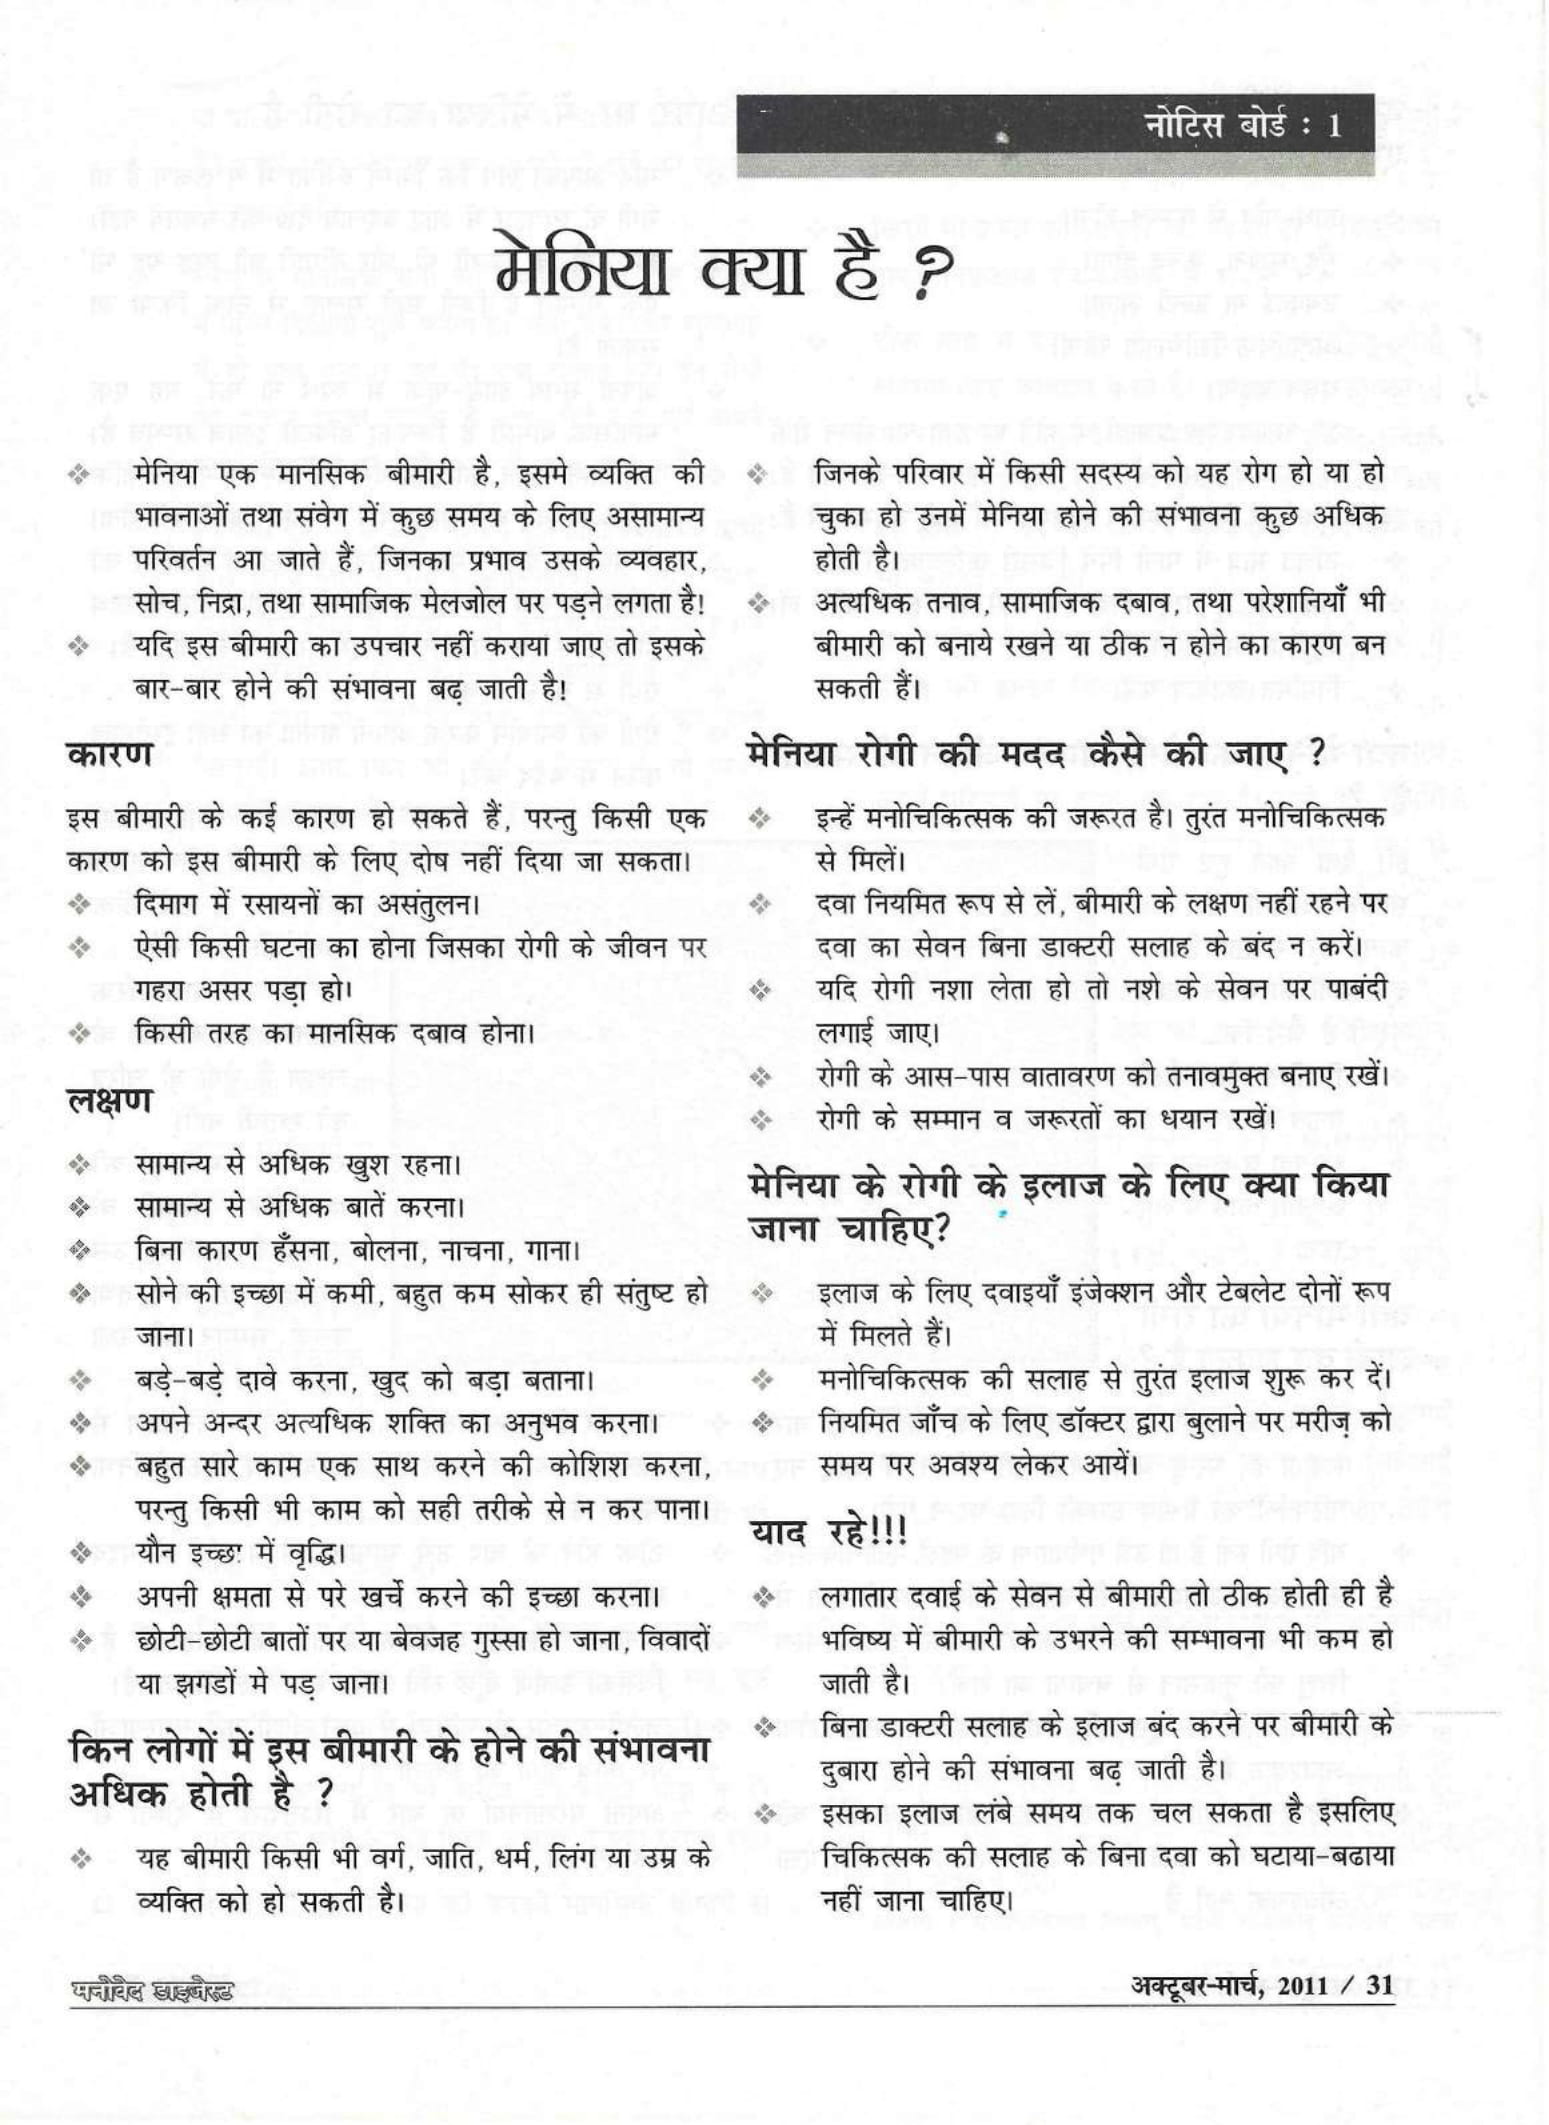 नोटिस बोर्ड : 1
मेनिया क्या है ?
❖ मेनिया एक मानसिक बीमारी है, इसमे व्यक्ति की
भावनाओं तथा संवेग में कुछ समय के लिए असामान्य
परिवर्तन आ जाते हैं, जिनका प्रभाव उसके व्यवहार,
सोच, निद्रा, तथा सामाजिक मेलजोल पर पड़ने लगाता है!
❖ यदि इस बीमारी का उपचार नहीं कराया जाए तो इसके
बार-बार होने की संभावना बढ़ जाती है!
कारण
इस बीमारी के कई कारण हो सकते हैं, परन्तु किसी एक
कारण को इस बीमारी के लिए दोष नहीं दिया जा सकता।
❖ दिमाग में रसायनों का असंतुलन।
❖ ऐसी किसी घटना का होना जिसका रोगी के जीवन पर
गहरा असर पड़ा हो।
❖ किसी तरह का मानसिक दबाव होना।
लक्षण
❖ सामान्य से अधिक खुश रहना।
❖ सामान्य से अधिक बातें करना।
❖ बिना कारण हँसना, बोलना, नाचना, गाना।
❖ सोने की इच्छा में कमी, बहुत कम सोकर ही संतुष्ट हो
जाना।
❖ बड़े-बड़े दावे करना, खुद को बड़ा बताना।
❖ अपने अन्दर अत्यधिक शक्ति का अनुभव करना।
❖ बहुत सारे काम एक साथ करने की कोशिश करना,
परन्तु किसी भी काम को सही तरीके से न कर पाना।
❖ यौन इच्छा में वृद्धि।
❖ अपनी क्षमता से परे खर्चे करने की इच्छा करना।
❖ छोटी-छोटी बातों पर या बेवजह गुस्सा हो जाना, विवादों
या झगडों मे पड़ जाना।
किन लोगों में इस बीमारी के होने की संभावना
अधिक होती है ?
❖ यह बीमारी किसी भी वर्ग, जाति, धर्म, लिंग या उम्र के
व्यक्ति को हो सकती है।
❖ जिनके परिवार में किसी सदस्य को यह रोग हो या हो
चुका हो उनमें मेनिया होने की संभावना कुछ अधिक
होती है।
❖ अत्यधिक तनाव, सामाजिक दबाव, तथा परेशानियाँ भी
बीमारी को बनाये रखने या ठीक न होने का कारण बन
सकती हैं।
मेनिया रोगी की मदद कैसे की जाए ?
❖ इन्हें मनोचिकित्सक की जरूरत है। तुरंत मनोचिकित्सक
से मिलें।
❖ दवा नियमित रूप से लें, बीमारी के लक्षण नहीं रहने पर
दवा का सेवन बिना डाक्टरी सलाह के बंद न करें।
❖ यदि रोगी नशा लेता हो तो नशे के सेवन पर पाबंदी
लगाई जाए।
❖ रोगी के आस-पास वातावरण को तनावमुक्त बनाए रखें।
❖ रोगी के सम्मान व जरूरतों का धयान रखें।
मेनिया के रोगी के इलाज के लिए क्या किया
जाना चाहिए?
❖ इलाज के लिए दवाइयाँ इंजेक्शन और टेबलेट दोनों रूप
में मिलते हैं।
❖ मनोचिकित्सक की सलाह से तुरंत इलाज शुरू कर दें।
❖ नियमित जाँच के लिए डॉक्टर द्वारा बुलाने पर मरीज़ को
समय पर अवश्य लेकर आयें।
याद रहे!!!
❖ लगातार दवाई के सेवन से बीमारी तो ठीक होती ही है
भविष्य में बीमारी के उभरने की सम्भावना भी कम हो
जाती है।
❖ बिना डाक्टरी सलाह के इलाज बंद करने पर बीमारी के
दुबारा होने की संभावना बढ़ जाती है।
❖ इसका इलाज लंबे समय तक चल सकता है इसलिए
चिकित्सक की सलाह के बिना दवा को घटाया-बढाया
नहीं जाना चाहिए।
मनोवेद डाइजेस्ट
अक्टूबर-मार्च, 2011 / 31